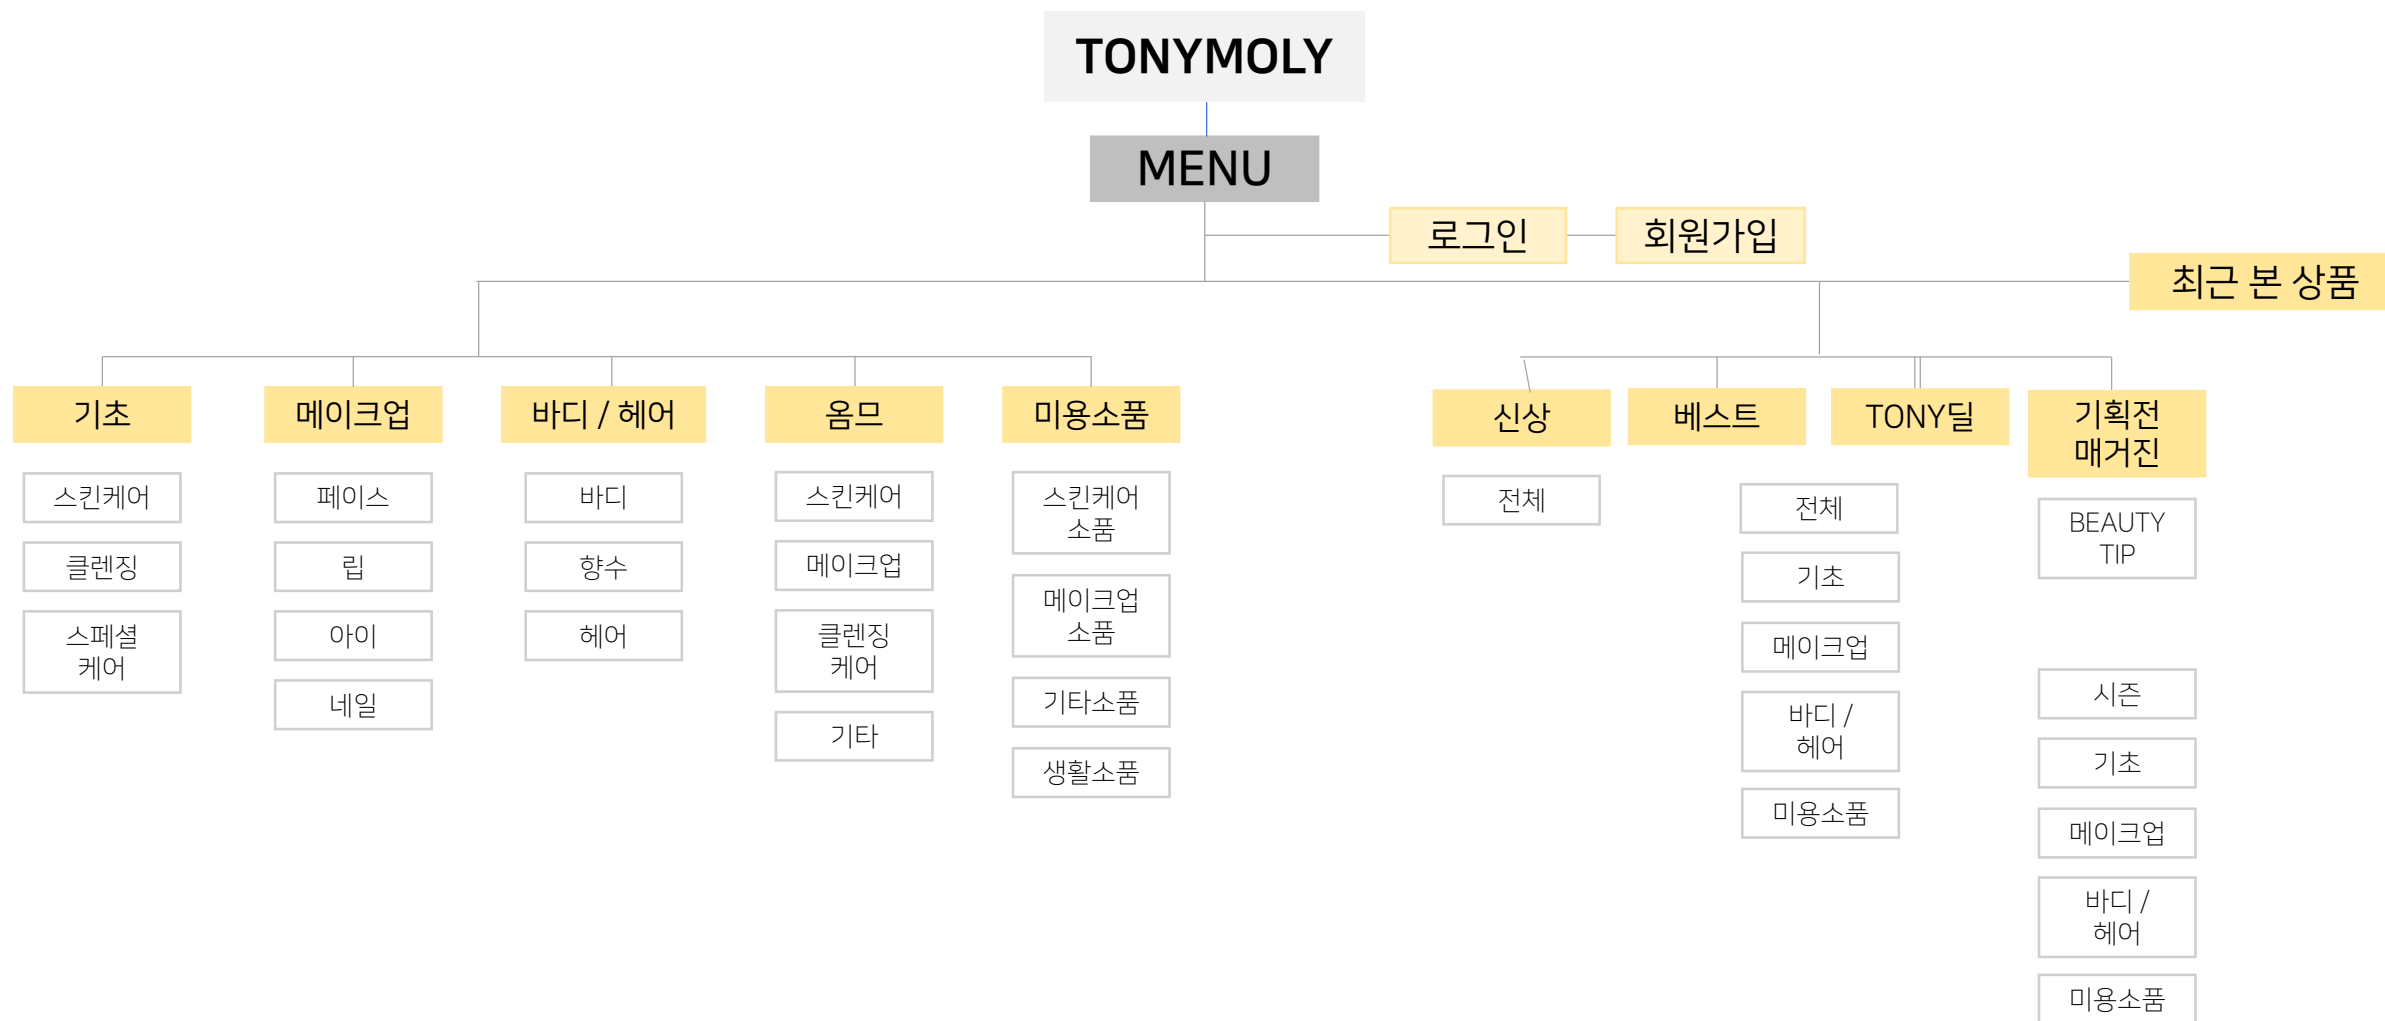 TONYMOLY
MENU
로그인
회원가입
최근 본 상품
기초
메이크업
바디 / 헤어
옴므
미용소품
신상
베스트
TONY딜
기획전
매거진
스킨케어
클렌징
스페셜
케어
페이스
립
아이
네일
바디
향수
헤어
스킨케어
메이크업
클렌징
케어
기타
스킨케어
소품
메이크업
소품
기타소품
생활소품
전체
전체
기초
메이크업
바디 /
헤어
미용소품
BEAUTY
TIP
시즌
기초
메이크업
바디 /
헤어
미용소품